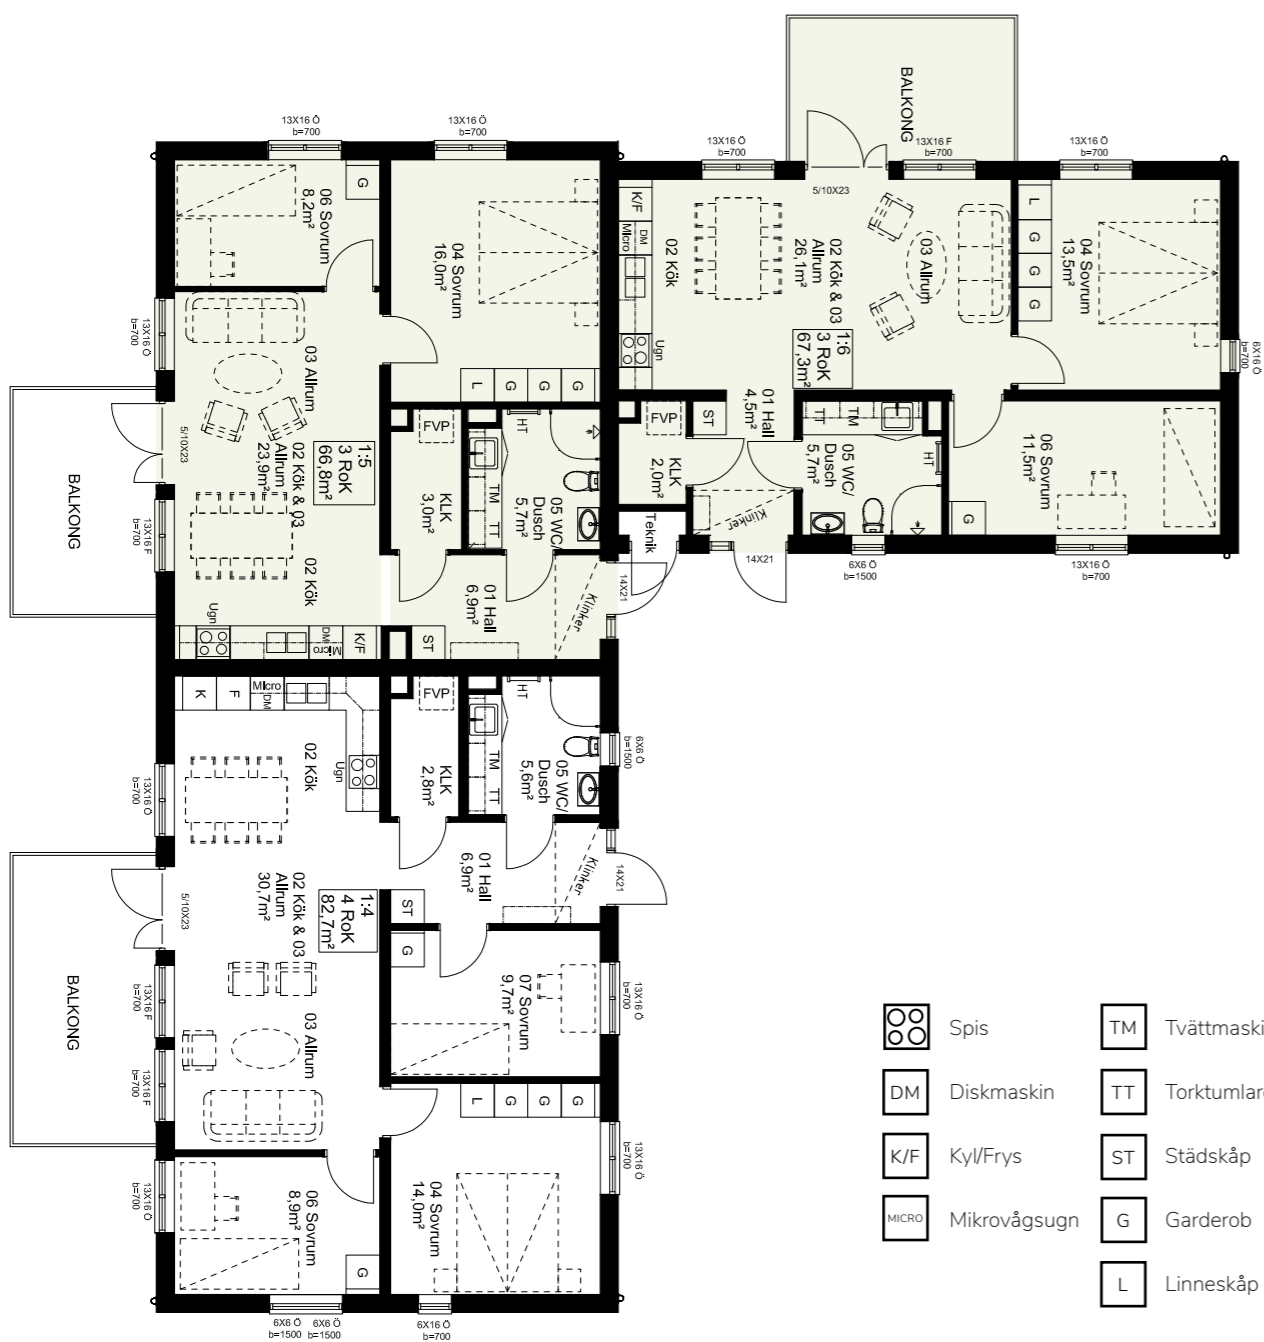 BALKONG
13X16 Ö
b=700
13X16 Ö
b=700
13X16 Ö
b=700
13X16 F
b=700
13X16 Ö
b=700
5/10X23
06 Sovrum
8,2m²
G
04 Sovrum
16,0m²
L
G
G
G
13X16 Ö
b=700
03 Allrum
02 Kök & 03
Allrum
23,9m²
1:5
3 RoK
66,8m²
5/10X23
BALKONG
13X16 F
b=700
02 Kök
Ugn
DM
Micro
K/F
FVP
KLK
3,0m²
HT
TM
TT
05 WC/
Dusch
5,7m²
01 Hall
6,9m²
ST
Klinker
14X21
K/F
DM
Micro
Ugn
02 Kök
02 Kök & 03
Allrum
26,1m²
1:6
3 RoK
67,3m²
03 Allrum
L
G
G
G
04 Sovrum
13,5m²
6X16 Ö
b=700
FVP
KLK
2,0m²
ST
01 Hall
4,5m²
Klinker
Teknik
14X21
TT
TM
HT
05 WC/
Dusch
5,7m²
6X6 Ö
b=1500
06 Sovrum
11,5m²
G
13X16 Ö
b=700
K
F
Micro
DM
02 Kök
Ugn
13X16 Ö
b=700
FVP
KLK
2,8m²
HT
TM
TT
05 WC/
Dusch
5,6m²
6X6 Ö
b=1500
01 Hall
6,9m²
ST
Klinker
14X21
5/10X23
02 Kök & 03
Allrum
30,7m²
1:4
4 RoK
82,7m²
BALKONG
13X16 F
b=700
13X16 F
b=700
03 Allrum
G
07 Sovrum
9,7m²
13X16 Ö
b=700
L
G
G
G
04 Sovrum
14,0m²
13X16 Ö
b=700
13X16 Ö
b=700
06 Sovrum
8,9m²
G
6X6 Ö
b=1500
6X6 Ö
b=1500
6X16 Ö
b=700
Spis
DM Diskmaskin
K/F Kyl/Frys
MICRO Mikrovågsugn
TM Tvättmaski
TT Torktumlar
ST Städskåp
G Garderob
L Linneskåp